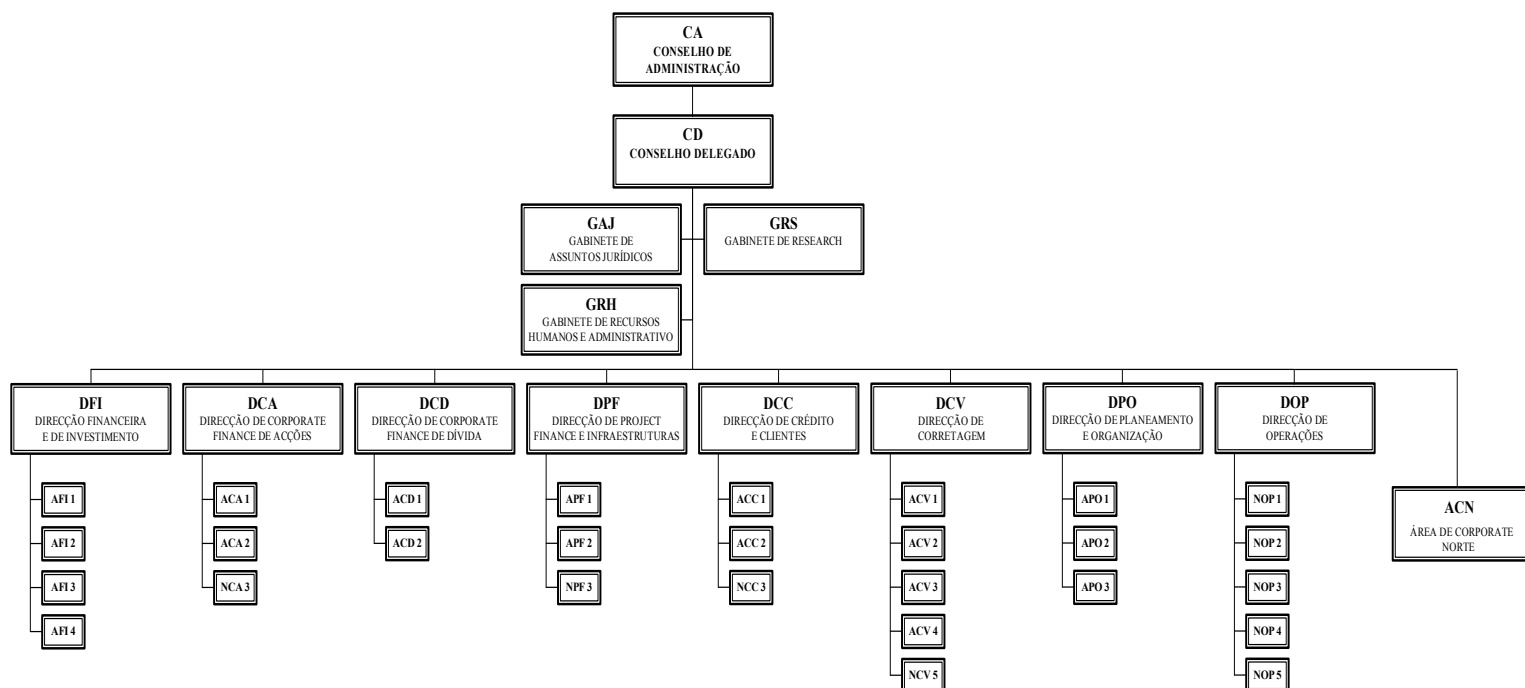 CA
CONSELHO DE
ADMINISTRAÇÃO
CD
CONSELHO DELEGADO
GAJ
GABINETE DE
ASSUNTOS JURÍDICOS
GRS
GABINETE DE RESEARCH
GRH
GABINETE DE RECURSOS
HUMANOS E ADMINISTRATIVO
DFI
DIRECÇÃO FINANCEIRA
E DE INVESTIMENTO
DCA
DIRECÇÃO DE CORPORATE
FINANCE DE ACÇÕES
DCD
DIRECÇÃO DE CORPORATE
FINANCE DE DÍVIDA
DPF
DIRECÇÃO DE PROJECT
FINANCE E INFRAESTRUTURAS
DCC
DIRECÇÃO DE CRÉDITO
E CLIENTES
DCV
DIRECÇÃO DE
CORRETAGEM
DPO
DIRECÇÃO DE PLANEAMENTO
E ORGANIZAÇÃO
DOP
DIRECÇÃO DE
OPERAÇÕES
AFI 1
AFI 2
AFI 3
AFI 4
ACA 1
ACA 2
NCA 3
ACD 1
ACD 2
APF 1
APF 2
NPF 3
ACC 1
ACC 2
NCC 3
ACV 1
ACV 2
ACV 3
ACV 4
NCV 5
APO 1
APO 2
APO 3
NOP 1
NOP 2
NOP 3
NOP 4
NOP 5
ACN
ÁREA DE CORPORATE
NORTE